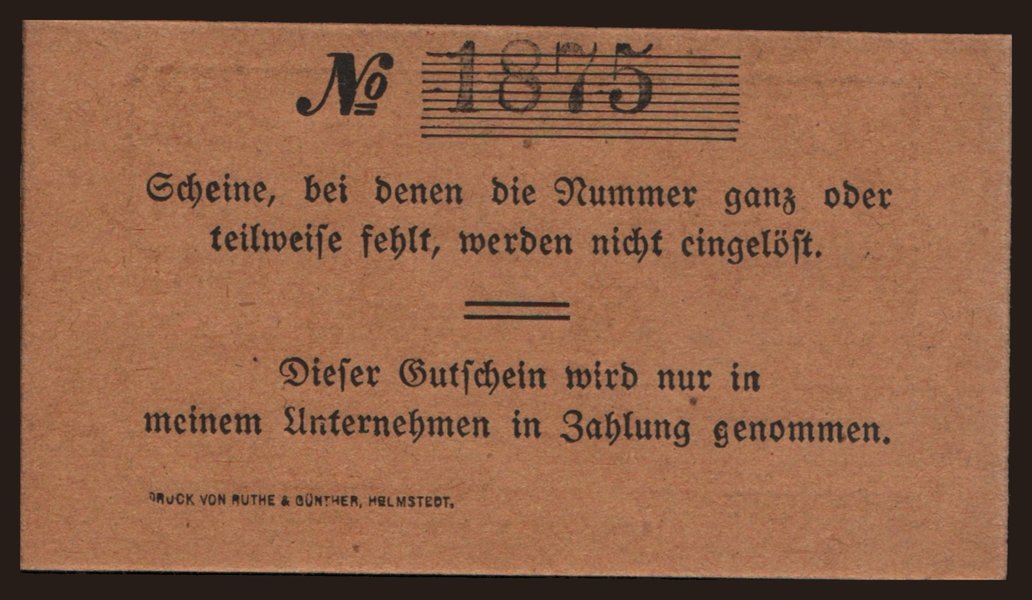 № 1875
Scheine, bei denen die Nummer ganz oder
teilweise fehlt, werden nicht eingelöst.
Dieser Gutschein wird nur in
meinem Unternehmen in Zahlung genommen.
DRUCK VON RUTHE & GÜNTHER, HELMSTEDT.